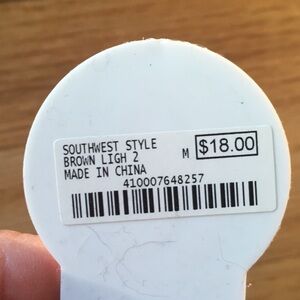 SOUTHWEST STYLE
BROWN LIGH 2 M $18.00
MADE IN CHINA
410007648257